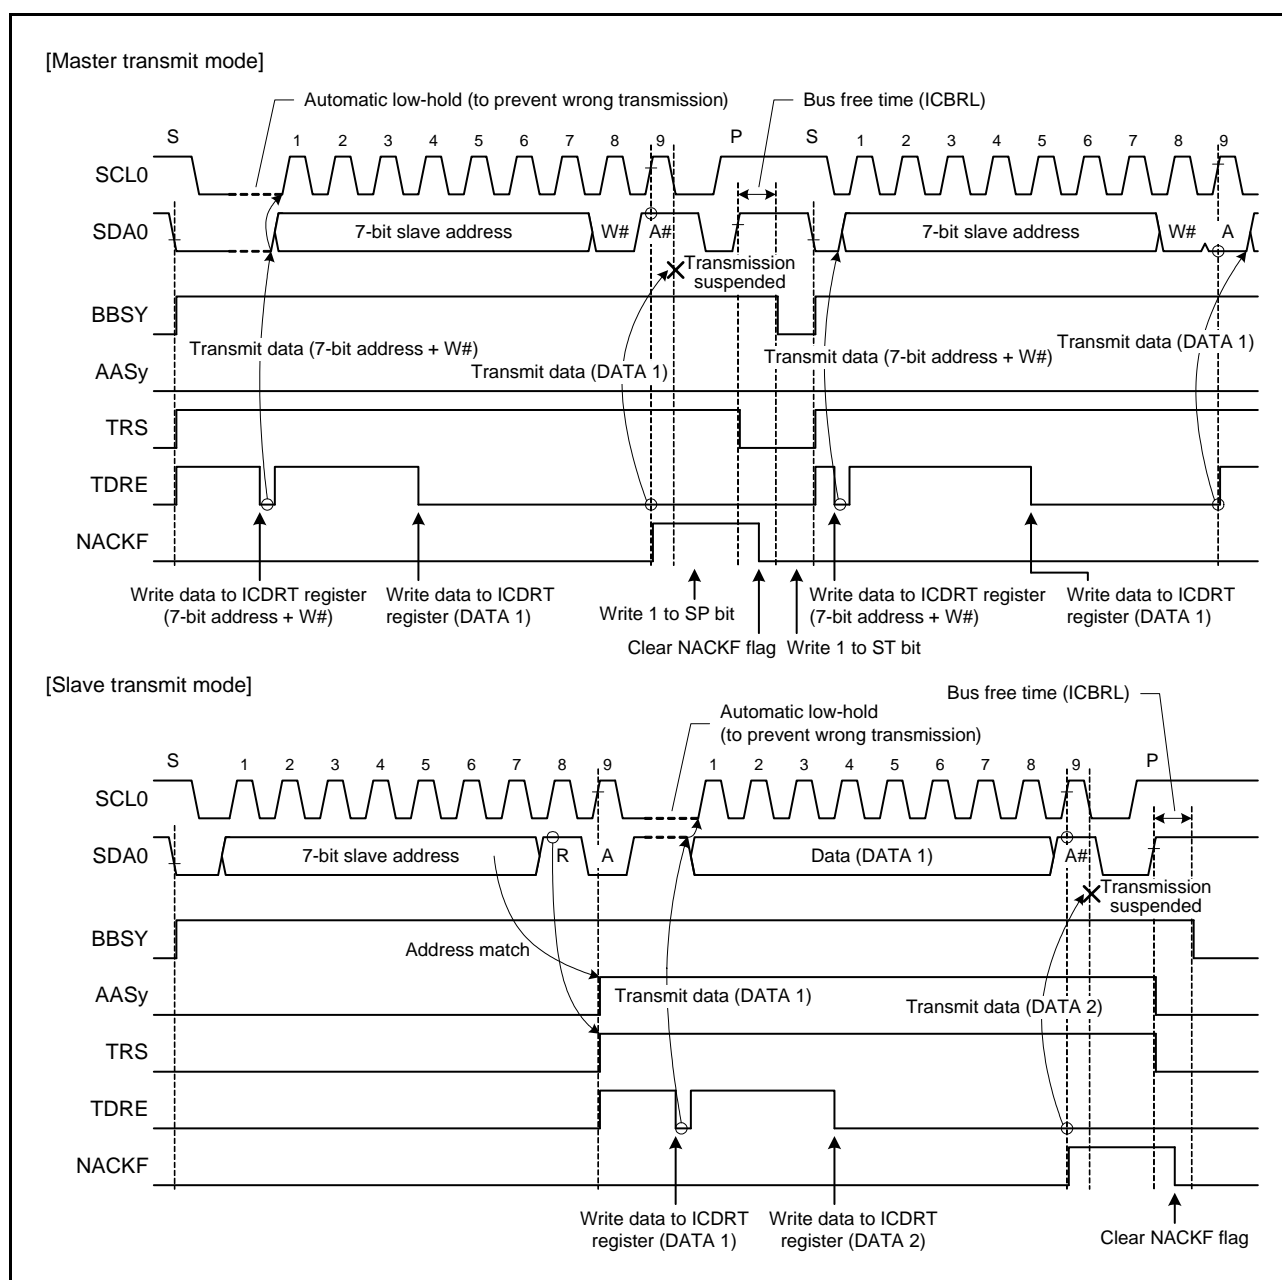 [Master transmit mode]
Automatic low-hold (to prevent wrong transmission)
Bus free time (ICBRL)
S
1 2 3 4 5 6 7 8 9
P
S
1 2 3 4 5 6 7 8 9
SCL0
SDA0
7-bit slave address
W#
A#
7-bit slave address
W#
A
Transmission
suspended
BBSY
Transmit data (7-bit address + W#)
Transmit data (DATA 1)
Transmit data (7-bit address + W#)
Transmit data (DATA 1)
AASy
TRS
TDRE
NACKF
Write data to ICDRT register
(7-bit address + W#)
Write data to ICDRT
register (DATA 1)
Write 1 to SP bit
Clear NACKF flag
Write 1 to ST bit
Write data to ICDRT register
(7-bit address + W#)
Write data to ICDRT
register (DATA 1)
[Slave transmit mode]
Automatic low-hold
(to prevent wrong transmission)
Bus free time (ICBRL)
S
1 2 3 4 5 6 7 8 9
1 2 3 4 5 6 7 8 9
P
SCL0
SDA0
7-bit slave address
R
A
Data (DATA 1)
A#
Transmission
suspended
BBSY
Address match
AASy
Transmit data (DATA 1)
Transmit data (DATA 2)
TRS
TDRE
NACKF
Write data to ICDRT
register (DATA 1)
Write data to ICDRT
register (DATA 2)
Clear NACKF flag